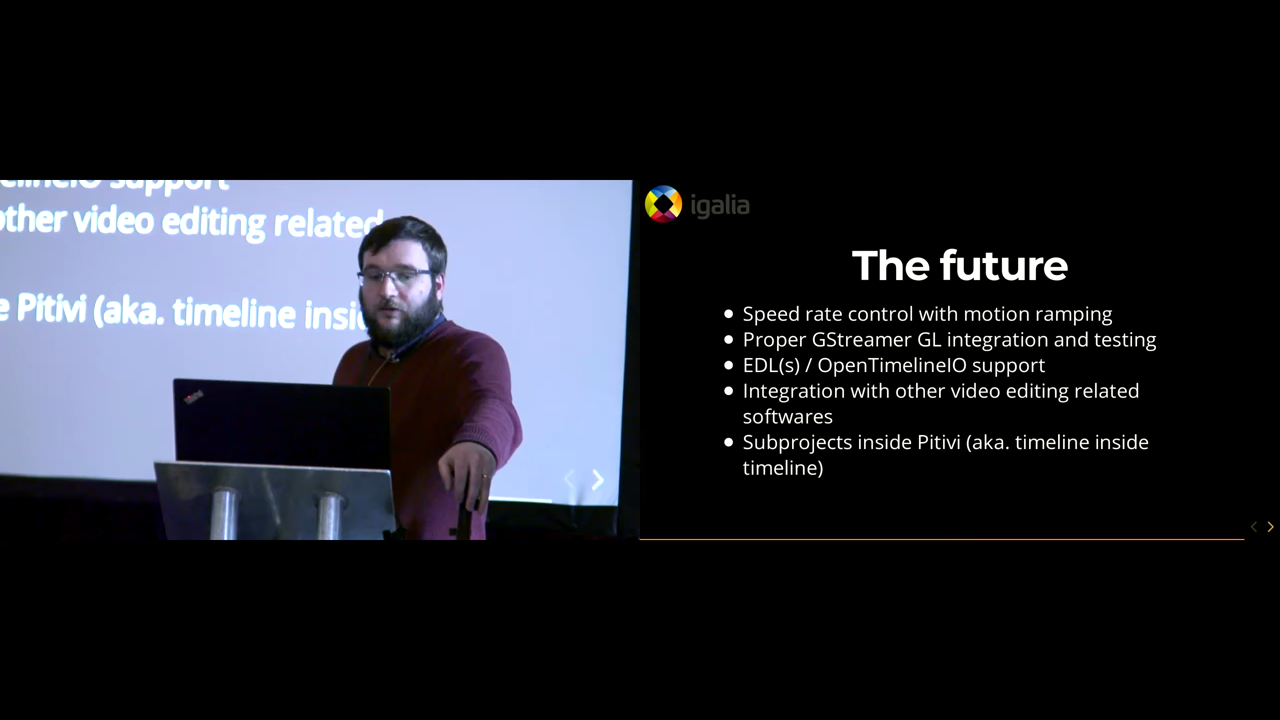 elineIO support
other video editing related
e Pitivi (aka. timeline insi
igalia
The future
Speed rate control with motion ramping
Proper GStreamer GL integration and testing
EDL(s) / OpenTimelineIO support
Integration with other video editing related
softwares
Subprojects inside Pitivi (aka. timeline inside
timeline)